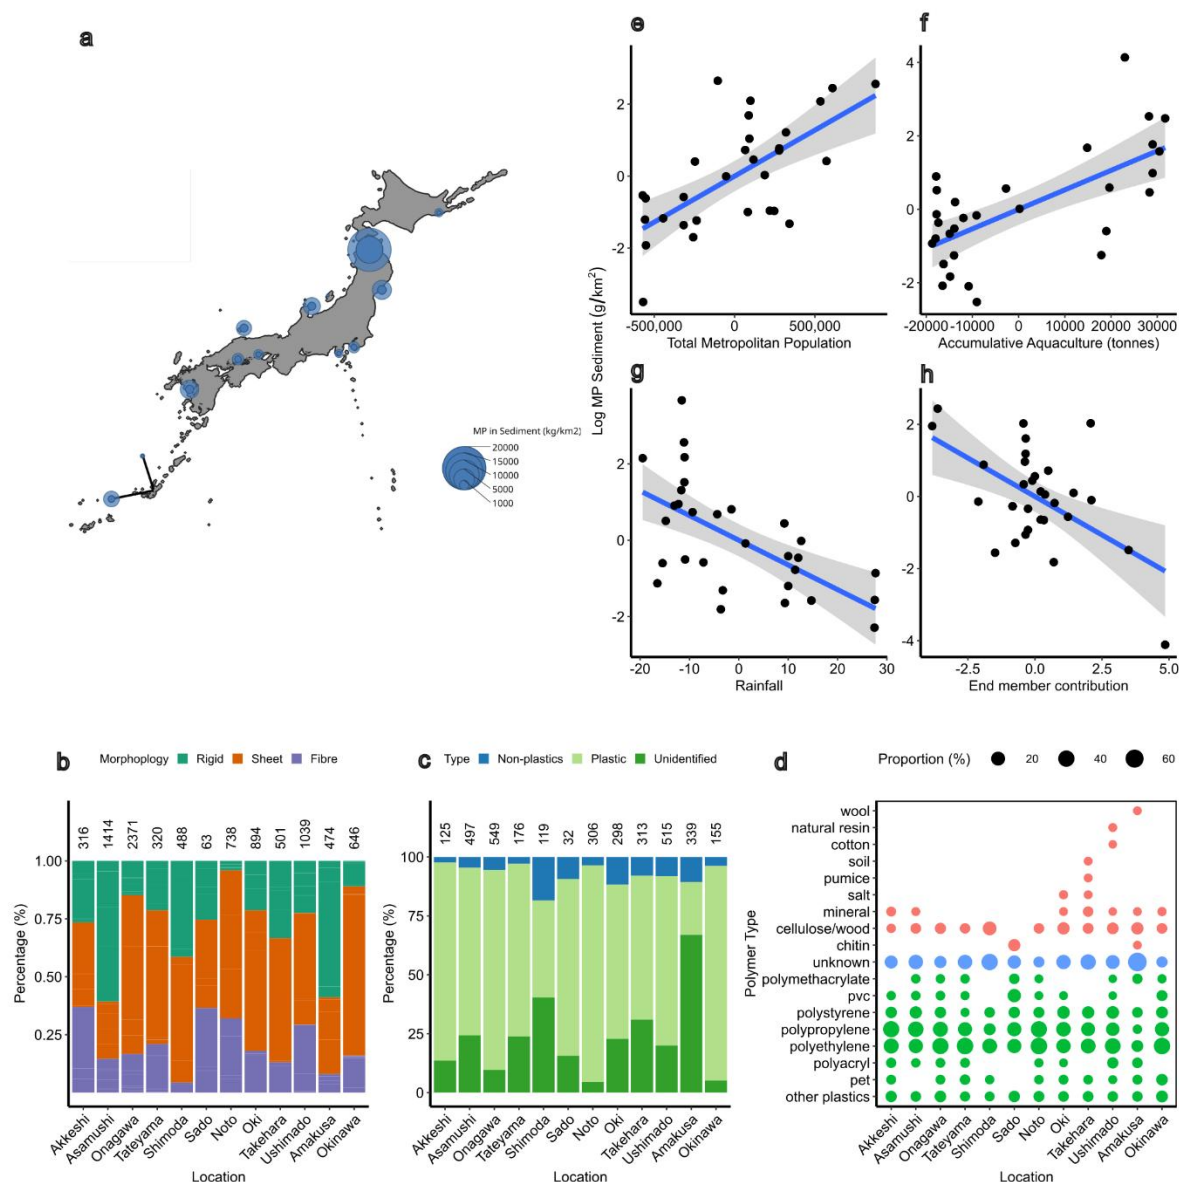 a
MP in Sediment (kg/km2)
20000
15000
10000
5000
1000
e
2
0
-2
-500,000 0 500,000
Total Metropolitan Population
f
4
2
0
-2
-20000 -10000 0 10000 20000 30000
Accumulative Aquaculture (tonnes)
Log MP Sediment (g/km²)
g
2
0
-2
-20 -10 0 10 20 30
Rainfall
h
2
0
-2
-4
-2.5 0.0 2.5 5.0
End member contribution
b
Morphoplogy Rigid Sheet Fibre
316 1414 2371 320 488 63 738 894 501 1039 474 646
1.00
0.75
0.50
0.25
Percentage (%)
Akkeshi Asamushi Onagawa Tateyama Shimoda Sado Noto Oki Takehara Ushimado Amakusa Okinawa
Location
c
Type Non-plastics Plastic Unidentified
125 497 549 176 119 32 306 298 313 515 339 155
100
50
0
Percentage (%)
Akkeshi Asamushi Onagawa Tateyama Shimoda Sado Noto Oki Takehara Ushimado Amakusa Okinawa
Location
d
Proportion (%) 20 40 60
Polymer Type
wool
natural resin
cotton
soil
pumice
salt
mineral
cellulose/wood
chitin
unknown
polymethacrylate
pvc
polystyrene
polypropylene
polyethylene
polyacryl
pet
other plastics
Akkeshi Asamushi Onagawa Tateyama Shimoda Sado Noto Oki Takehara Ushimado Amakusa Okinawa
Location